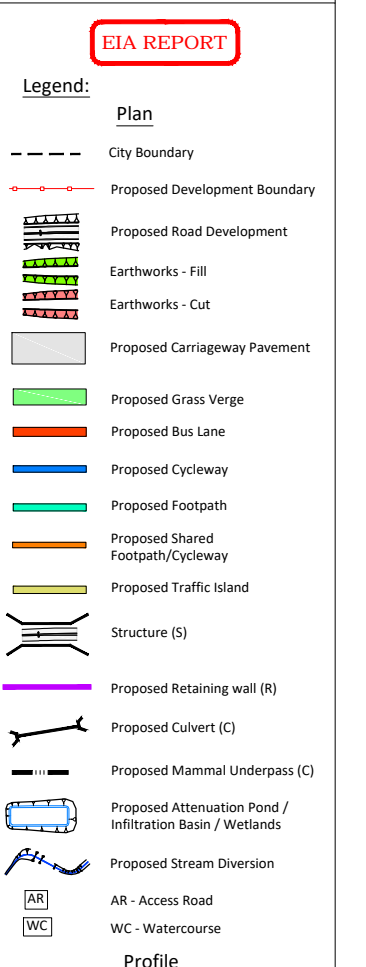 EIA REPORT
Legend:
Plan
City Boundary
Proposed Development Boundary
Proposed Road Development
Earthworks - Fill
Earthworks - Cut
Proposed Carriageway Pavement
Proposed Grass Verge
Proposed Bus Lane
Proposed Cycleway
Proposed Footpath
Proposed Shared
Footpath/Cycleway
Proposed Traffic Island
Structure (S)
Proposed Retaining wall (R)
Proposed Culvert (C)
Proposed Mammal Underpass (C)
Proposed Attenuation Pond /
Infiltration Basin / Wetlands
Proposed Stream Diversion
AR AR - Access Road
WC WC - Watercourse
Profile